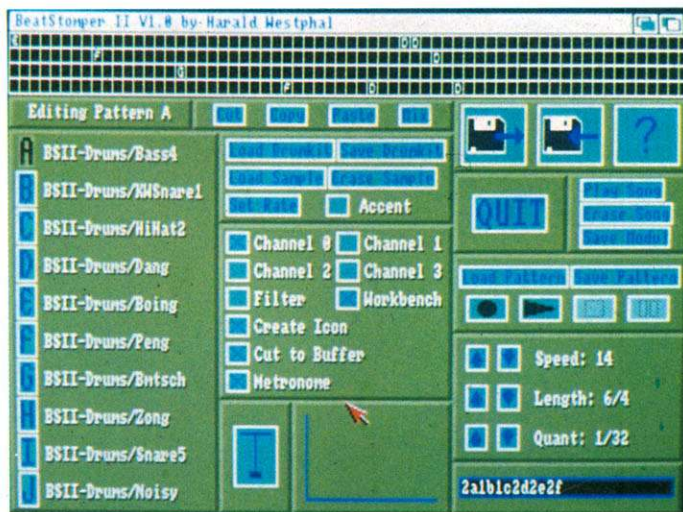 BeatStomper II V1.0 by Harald Westphal
G D D
F D
G
F D D
Editing Pattern A Cut Copy Paste Mix
A BSII-Drums/Bass4
B BSII-Drums/XWSnare1
C BSII-Drums/HiHat2
D BSII-Drums/Dang
E BSII-Drums/Boing
F BSII-Drums/Peng
G BSII-Drums/Bmtsch
H BSII-Drums/Zong
I BSII-Drums/Snare5
J BSII-Drums/Noisy
Load Drumkit Save Drumkit
Load Sample Erase Sample
Set Rate Accent
Channel 0 Channel 1
Channel 2 Channel 3
Filter Workbench
Create Icon
Cut to Buffer
Metronome
?
QUIT
Play Song
Erase Song
Save Modul
Load Pattern Save Pattern
Speed: 14
Length: 6/4
Quant: 1/32
2a1b1c2d2e2f